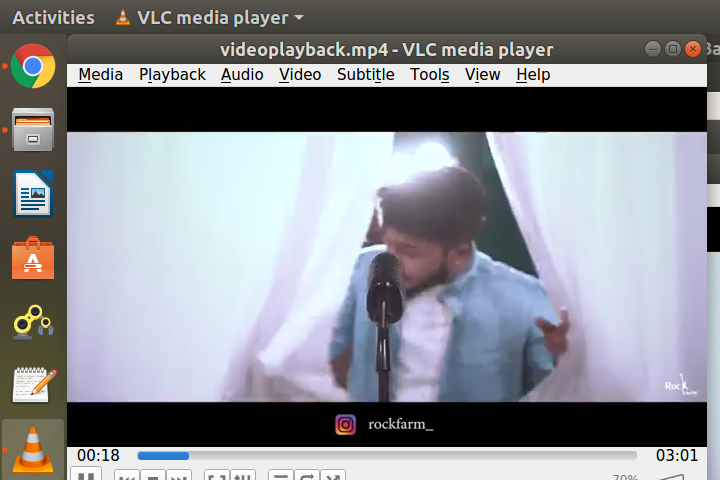 Activities
VLC media player
videoplayback.mp4 - VLC media player
Media Playback Audio Video Subtitle Tools View Help
Rock
rockfarm_
00:18
03:01
70%